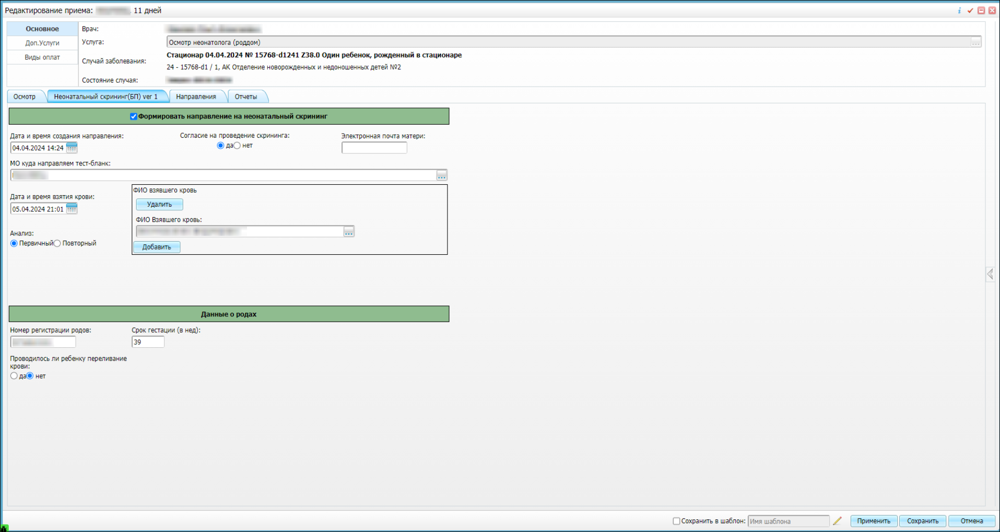 Редактирование приема: , 11 дней
Основное
Доп.Услуги
Виды оплат
Врач:
Услуга: Осмотр неонатолога (роддом)
Случай заболевания:
Стационар 04.04.2024 № 15768-d1241 Z38.0 Один ребенок, рожденный в стационаре
24 - 15768-d1 / 1, АК Отделение новорожденных и недоношенных детей №2
Состояние случая:
Осмотр Неонатальный скрининг(БП) ver 1 Направления Отчеты
Формировать направление на неонатальный скрининг
Дата и время создания направления: Согласие на проведение скрининга: Электронная почта матери:
04.04.2024 14:24 да нет
МО куда направляем тест-бланк:
...
Дата и время взятия крови:
05.04.2024 21:01
Анализ:
Первичный Повторный
ФИО взявшего кровь
Удалить
ФИО Взявшего кровь:
...
Добавить
Данные о родах
Номер регистрации родов: Срок гестации (в нед):
39
Проводилось ли ребенку переливание
крови:
да нет
Сохранить в шаблон: Имя шаблона Применить Сохранить Отмена